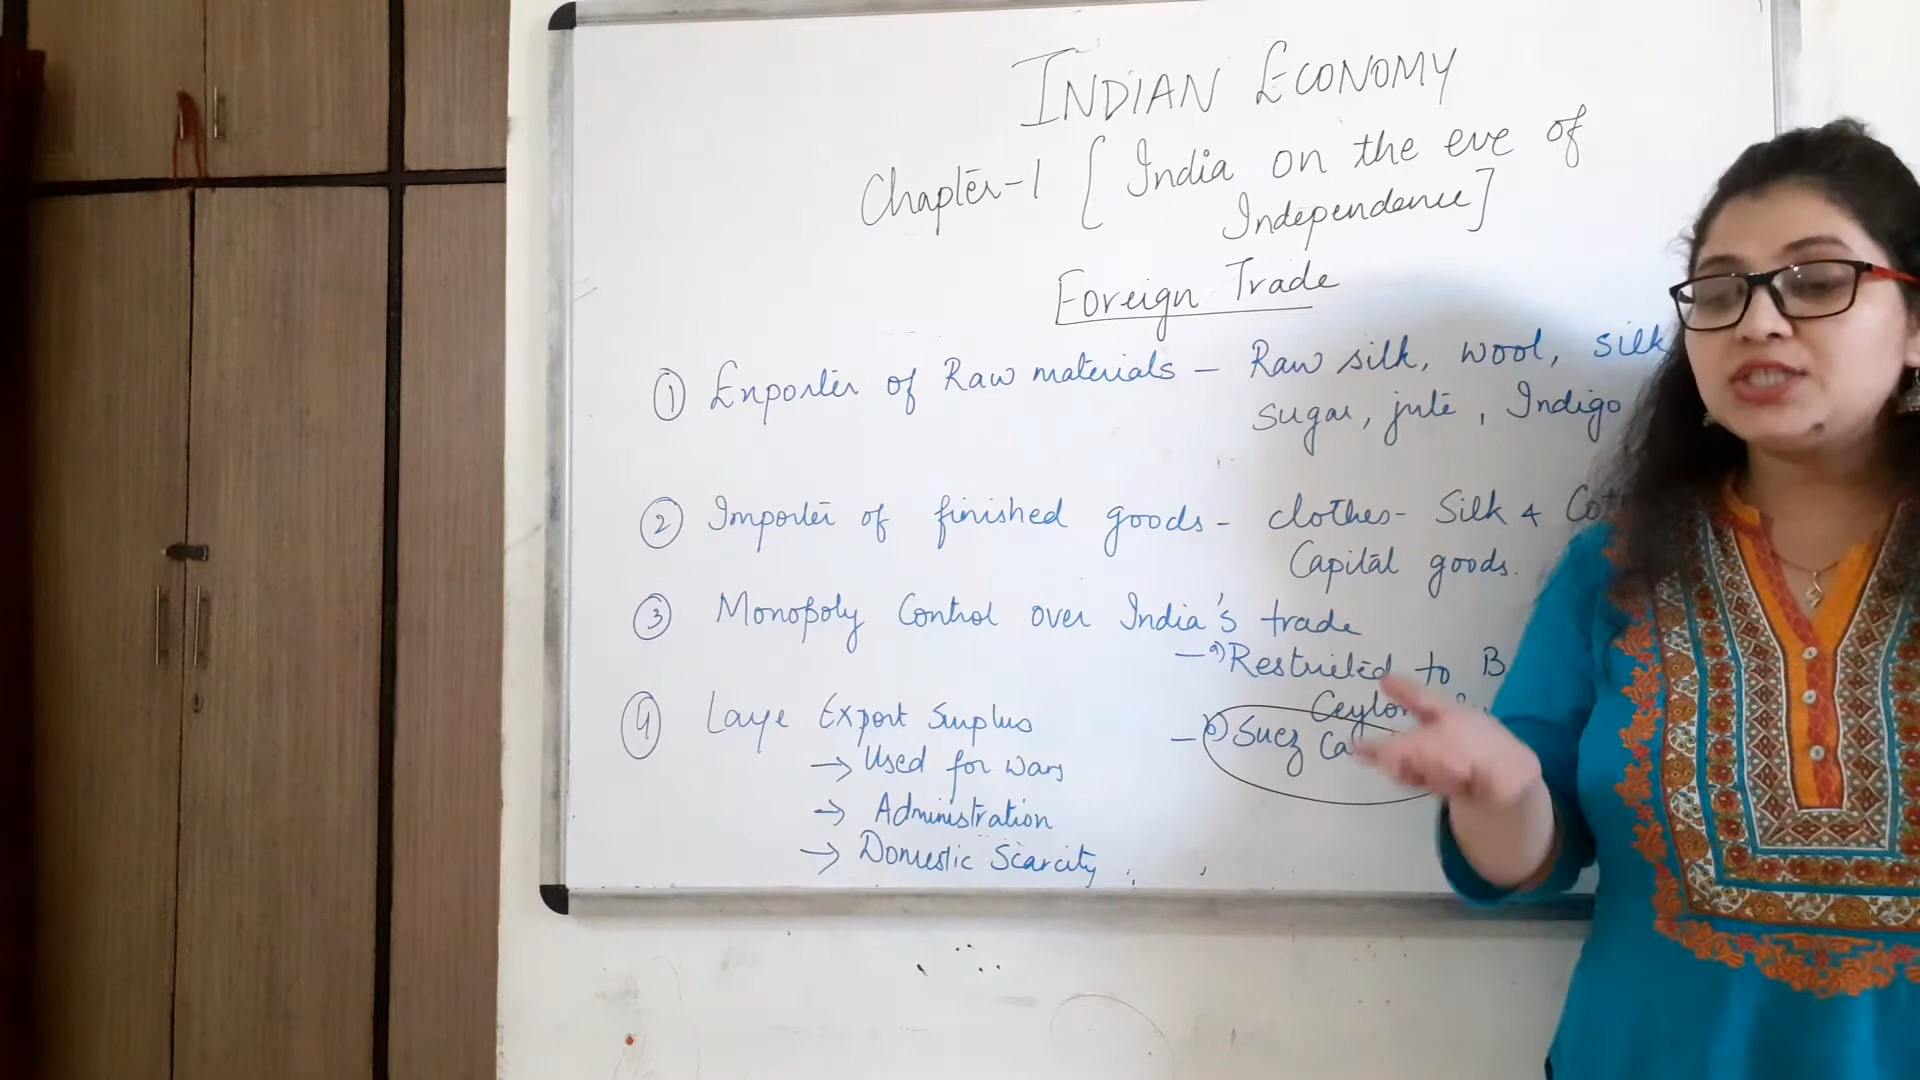 INDIAN ECONOMY
Chapter-1 [India on the eve of
Independence]
Foreign Trade
① Exporter of Raw materials - Raw silk, wool, silk
sugar, jute, Indigo
② Importer of finished goods - clothes - Silk &
Capital goods.
③ Monopoly Control over India's trade
- a) Restricted to
Ceylon
④ Large Export Surplus
- b) Suez
→ Used for wars
→ Administration
→ Domestic Scarcity